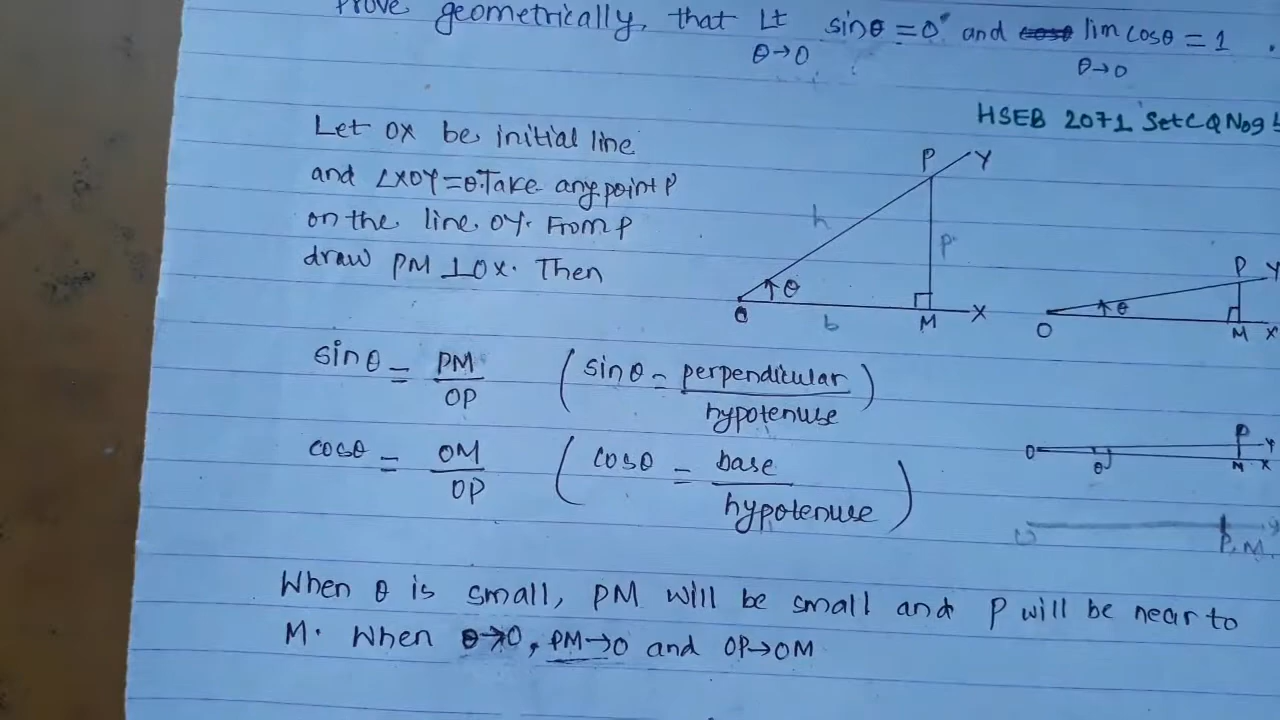 Prove geometrically, that Lt sinθ = 0 and lim cosθ = 1.
θ→0 θ→0
HSEB 2071 Set C Q No 9
Let OX be initial line
and ∠XOY=θ. Take any point P
on the line OY. From P
draw PM ⊥ OX. Then
P Y
h
p
θ
O b M X
P Y
θ
O M X
sinθ = PM/OP (sinθ = perpendicular/hypotenuse)
cosθ = OM/OP (cosθ = base/hypotenuse)
O P Y
θ M X
O P, M
When θ is small, PM will be small and P will be near to
M. When θ→0, PM→0 and OP→OM